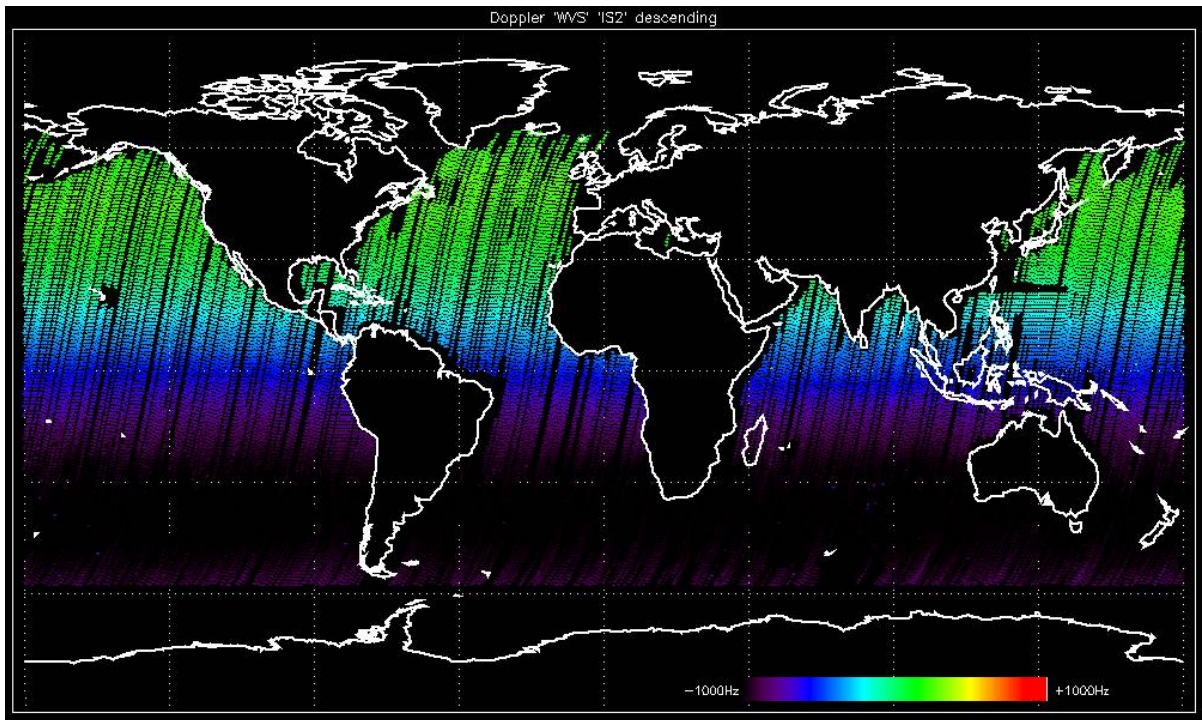 Doppler 'WVS' 'IS2' descending
−1000Hz +1000Hz